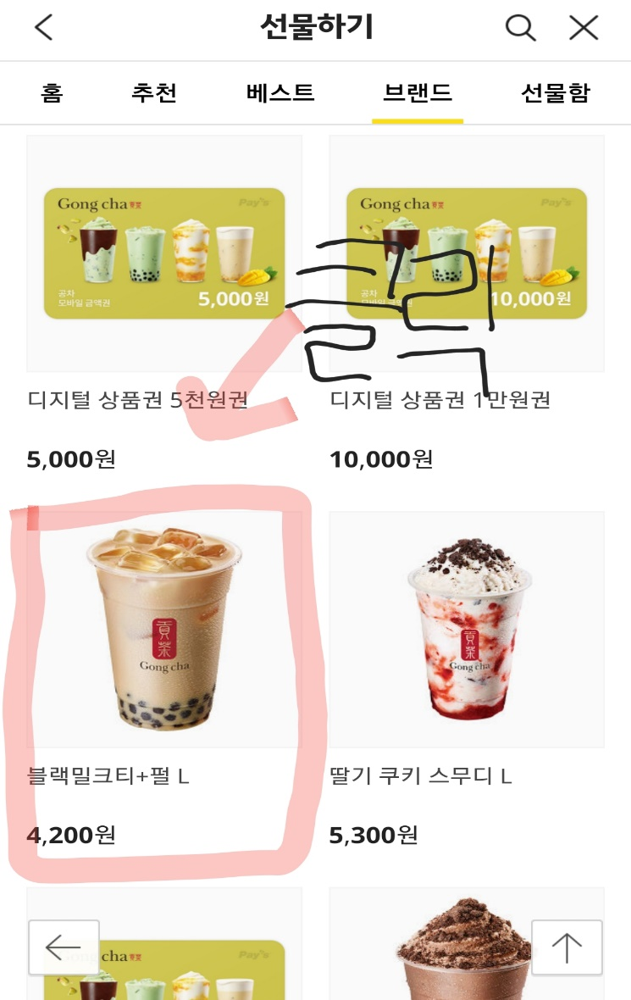 선물하기
홈 추천 베스트 브랜드 선물함
Gong cha 貢茶 Pay's
공차
모바일 금액권
5,000원
Gong cha 貢茶 Pay's
공차
모바일 금액권
10,000원
클릭
디지털 상품권 5천원권
5,000원
디지털 상품권 1만원권
10,000원
貢茶
Gong cha
블랙밀크티+펄 L
4,200원
貢茶
Gong cha
딸기 쿠키 스무디 L
5,300원
Gong cha 貢茶 Pay's